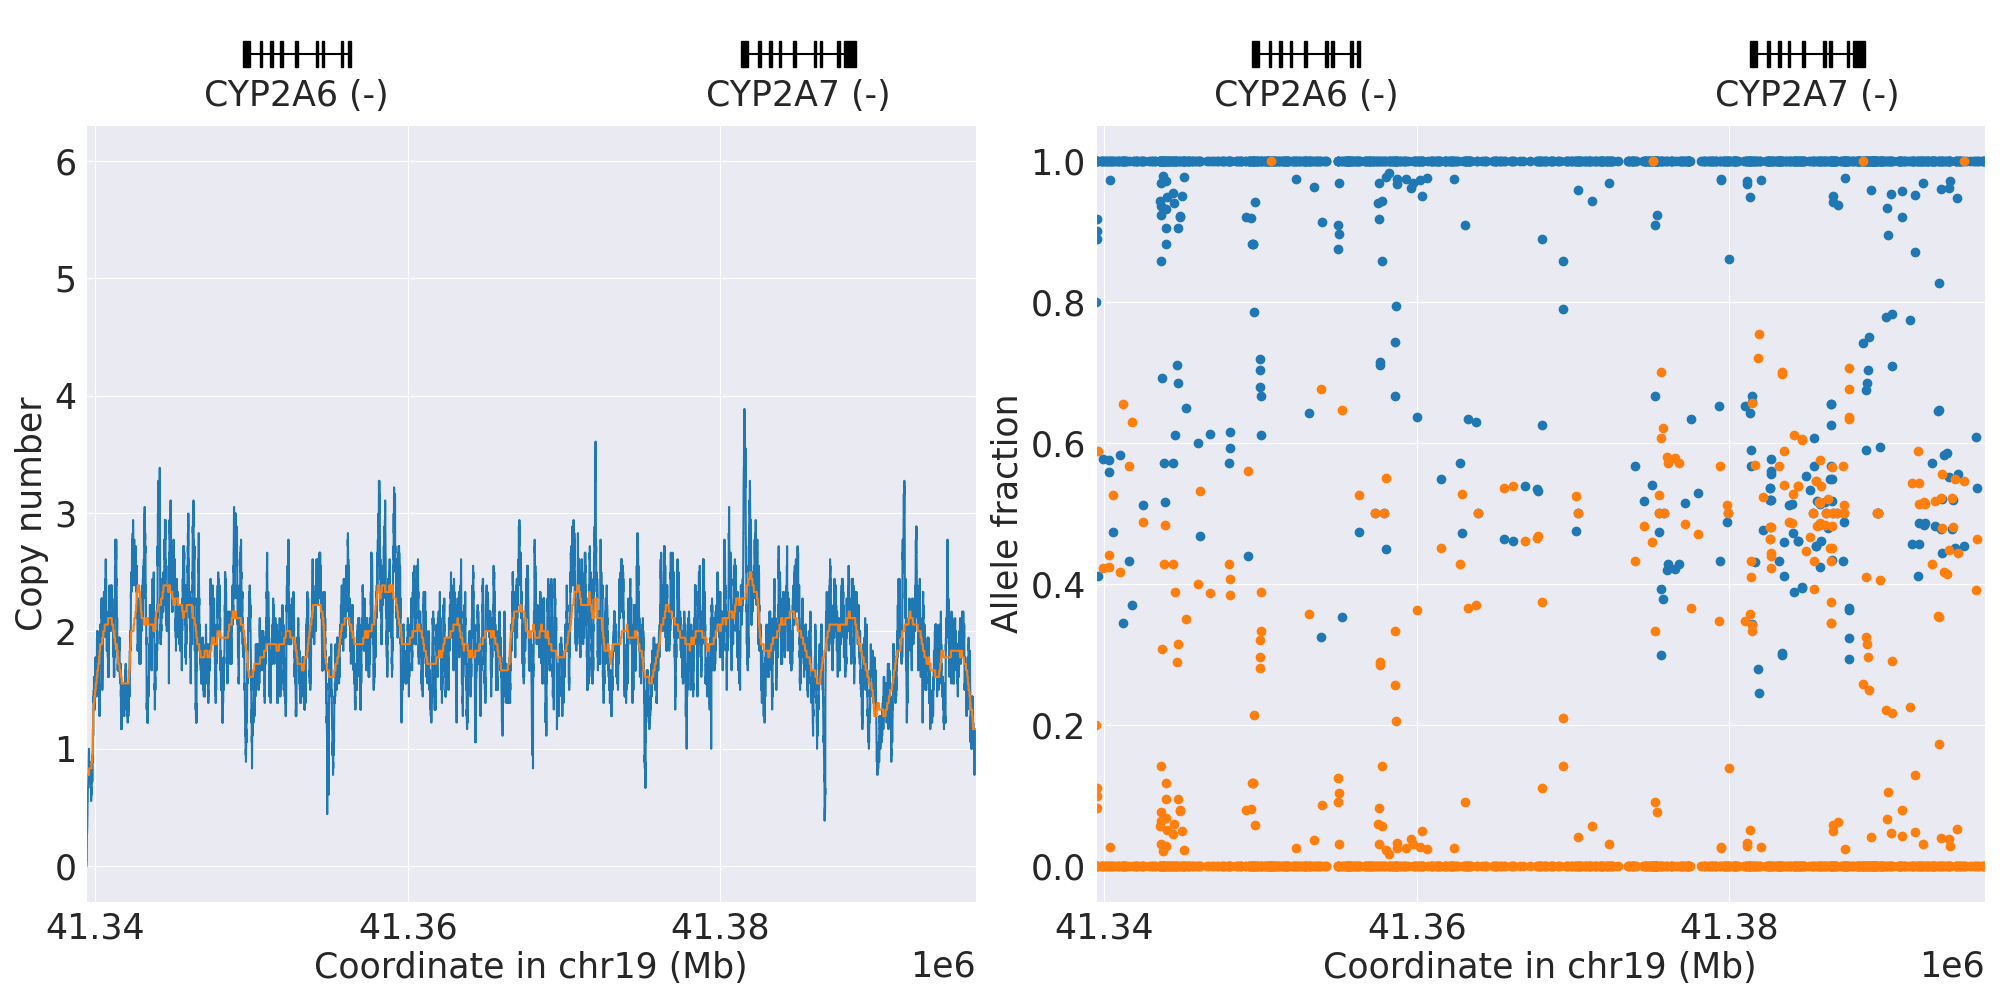 CYP2A6 (-)
CYP2A7 (-)
CYP2A6 (-)
CYP2A7 (-)
Copy number
6
5
4
3
2
1
0
41.34
41.36
41.38
Coordinate in chr19 (Mb)
1e6
Allele fraction
1.0
0.8
0.6
0.4
0.2
0.0
41.34
41.36
41.38
Coordinate in chr19 (Mb)
1e6